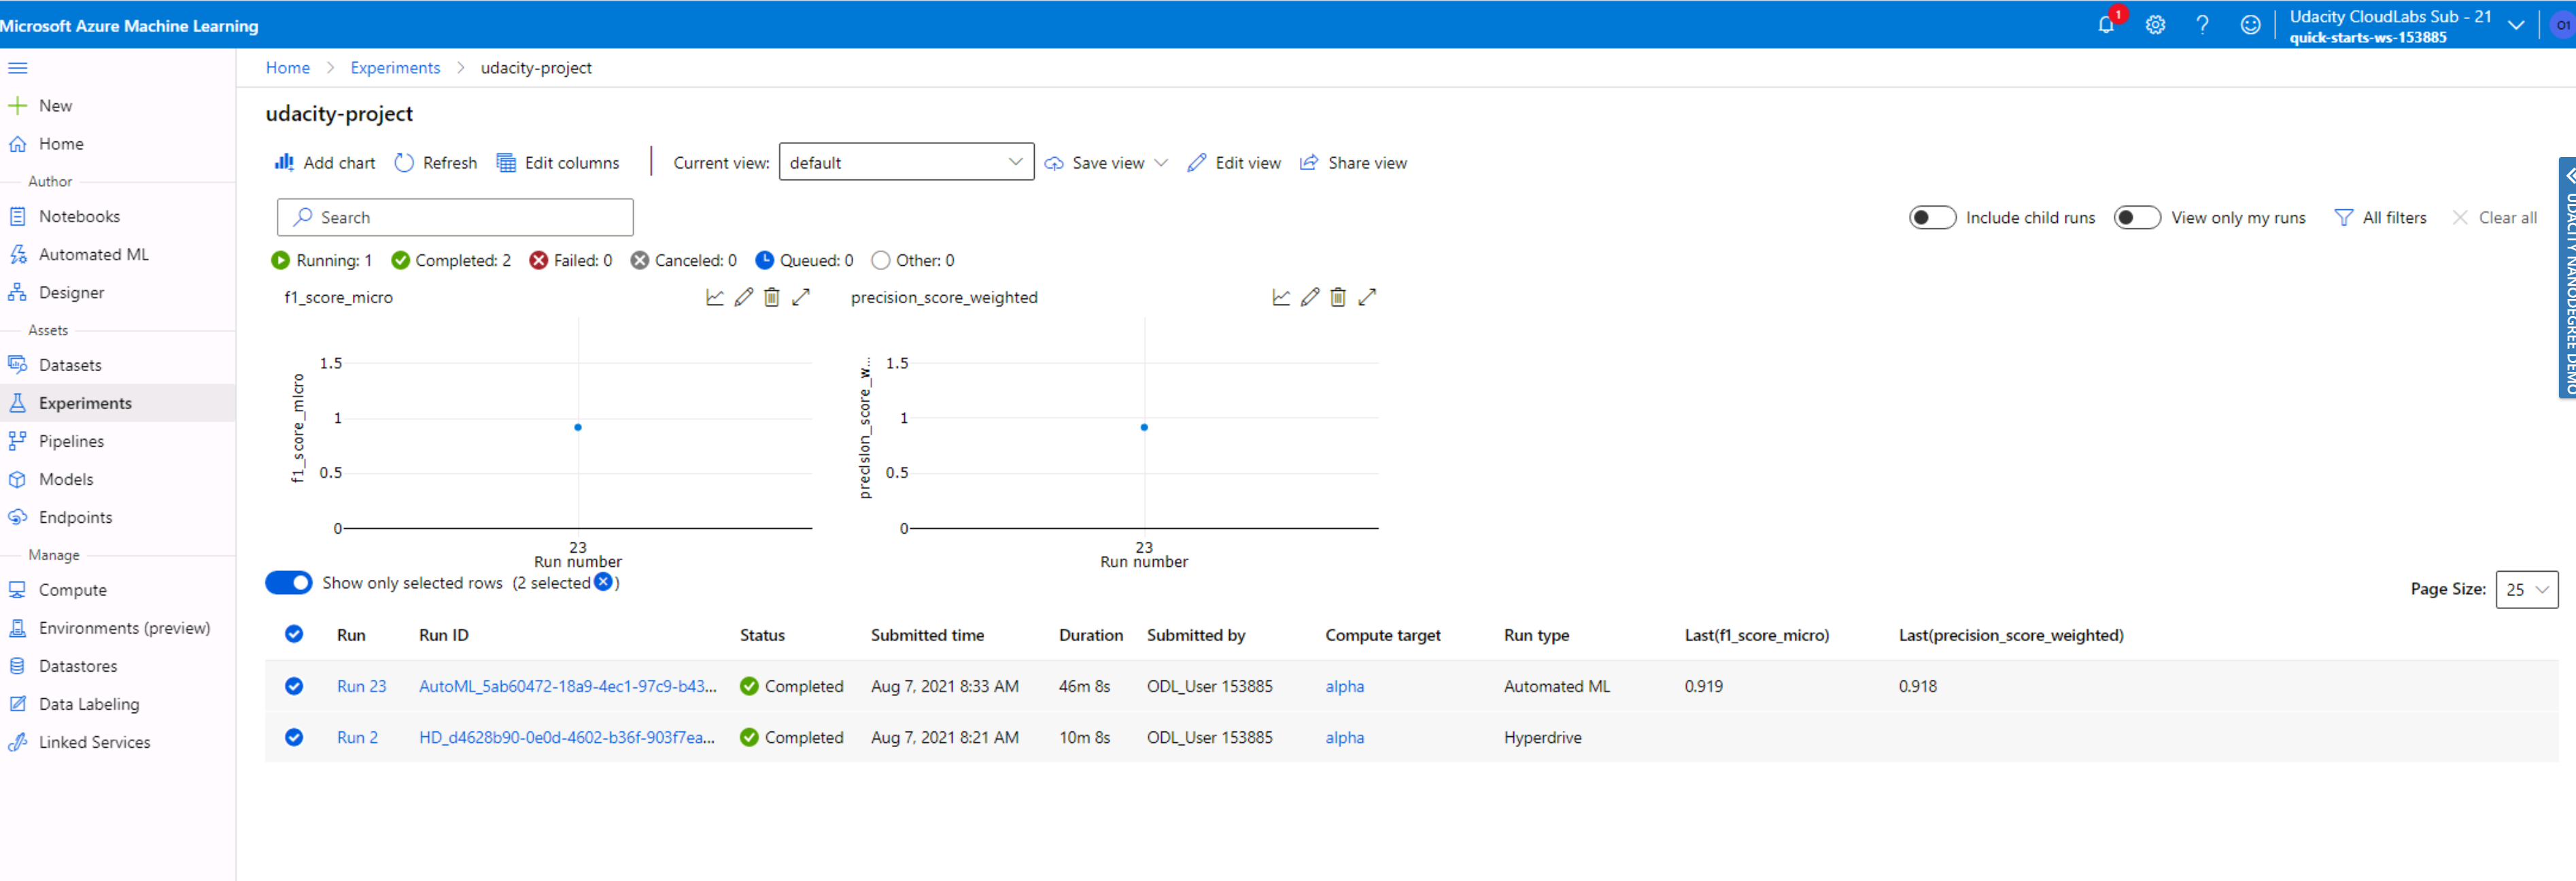 Microsoft Azure Machine Learning
1
Udacity CloudLabs Sub - 21
quick-starts-ws-153885
O1
Home > Experiments > udacity-project
New
Home
Author
Notebooks
Automated ML
Designer
Assets
Datasets
Experiments
Pipelines
Models
Endpoints
Manage
Compute
Environments (preview)
Datastores
Data Labeling
Linked Services
udacity-project
Add chart Refresh Edit columns Current view: default Save view Edit view Share view
Search
Include child runs View only my runs All filters Clear all
Running: 1 Completed: 2 Failed: 0 Canceled: 0 Queued: 0 Other: 0
f1_score_micro
f1_score_micro
1.5
1
0.5
0
23
Run number
precision_score_weighted
precision_score_w...
1.5
1
0.5
0
23
Run number
Show only selected rows (2 selected )
Page Size: 25
Run Run ID Status Submitted time Duration Submitted by Compute target Run type Last(f1_score_micro) Last(precision_score_weighted)
Run 23 AutoML_5ab60472-18a9-4ec1-97c9-b43... Completed Aug 7, 2021 8:33 AM 46m 8s ODL_User 153885 alpha Automated ML 0.919 0.918
Run 2 HD_d4628b90-0e0d-4602-b36f-903f7ea... Completed Aug 7, 2021 8:21 AM 10m 8s ODL_User 153885 alpha Hyperdrive
UDACITY NANODEGREE DEMO